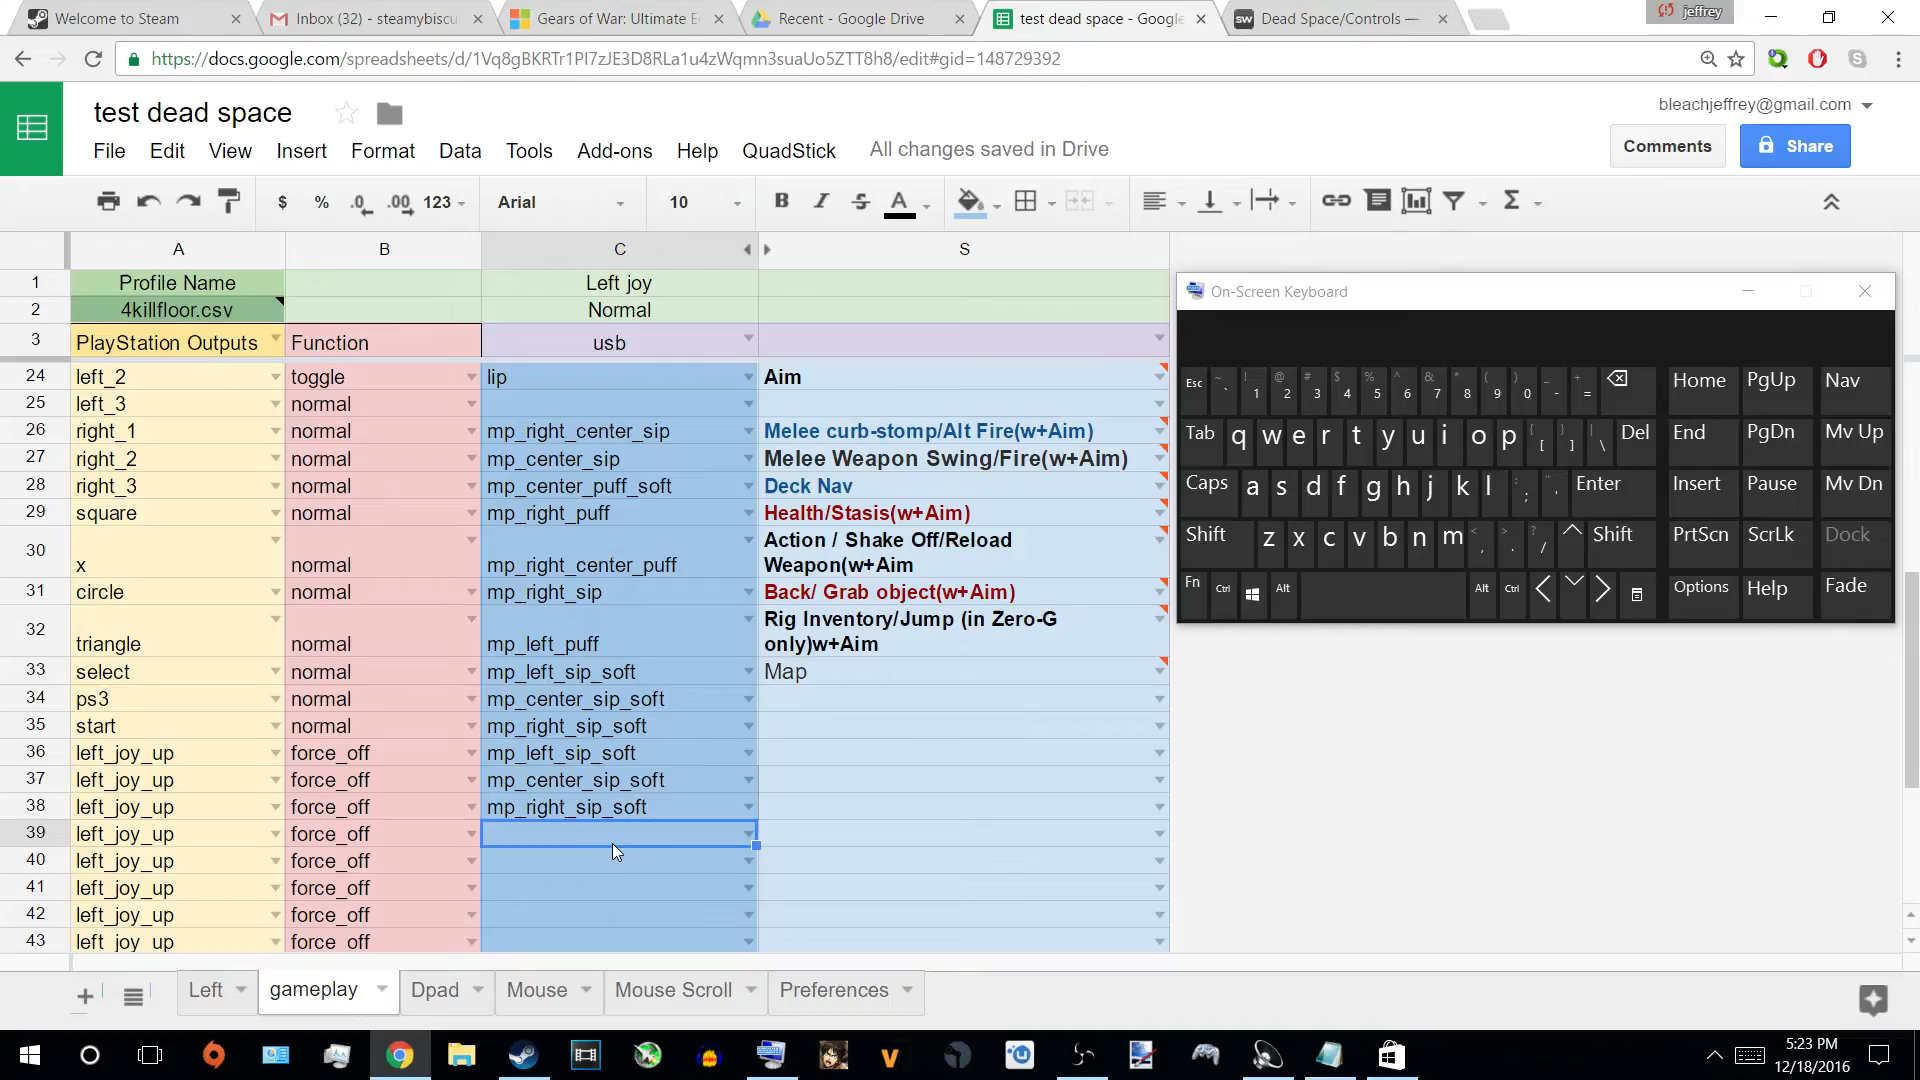 Welcome to Steam
Inbox (32) - steamybiscu
Gears of War: Ultimate E
Recent - Google Drive
test dead space - Google
Dead Space/Controls —
jeffrey
https://docs.google.com/spreadsheets/d/1Vq8gBKRTr1PI7zJE3D8RLa1u4zWqmn3suaUo5ZTT8h8/edit#gid=148729392
test dead space
bleachjeffrey@gmail.com
File Edit View Insert Format Data Tools Add-ons Help QuadStick All changes saved in Drive
Comments
Share
$ % .0 .00 123 Arial 10 B I S A Σ
A B C S
1 Profile Name Left joy
2 4killfloor.csv Normal
3 PlayStation Outputs Function usb
24 left_2 toggle lip Aim
25 left_3 normal
26 right_1 normal mp_right_center_sip Melee curb-stomp/Alt Fire(w+Aim)
27 right_2 normal mp_center_sip Melee Weapon Swing/Fire(w+Aim)
28 right_3 normal mp_center_puff_soft Deck Nav
29 square normal mp_right_puff Health/Stasis(w+Aim)
Action / Shake Off/Reload
30 x normal mp_right_center_puff Weapon(w+Aim
31 circle normal mp_right_sip Back/ Grab object(w+Aim)
Rig Inventory/Jump (in Zero-G
32 triangle normal mp_left_puff only)w+Aim
33 select normal mp_left_sip_soft Map
34 ps3 normal mp_center_sip_soft
35 start normal mp_right_sip_soft
36 left_joy_up force_off mp_left_sip_soft
37 left_joy_up force_off mp_center_sip_soft
38 left_joy_up force_off mp_right_sip_soft
39 left_joy_up force_off
40 left_joy_up force_off
41 left_joy_up force_off
42 left_joy_up force_off
43 left_joy_up force_off
On-Screen Keyboard
Esc ~ ` ! 1 @ 2 # 3 $ 4 % 5 ^ 6 & 7 * 8 ( 9 ) 0 _ - + = Home PgUp Nav
Tab q w e r t y u i o p { [ } ] | \ Del End PgDn Mv Up
Caps a s d f g h j k l : ; " ' Enter Insert Pause Mv Dn
Shift z x c v b n m < , > . ? / Shift PrtScn ScrLk Dock
Fn Ctrl Alt Alt Ctrl Options Help Fade
Left gameplay Dpad Mouse Mouse Scroll Preferences
5:23 PM
12/18/2016